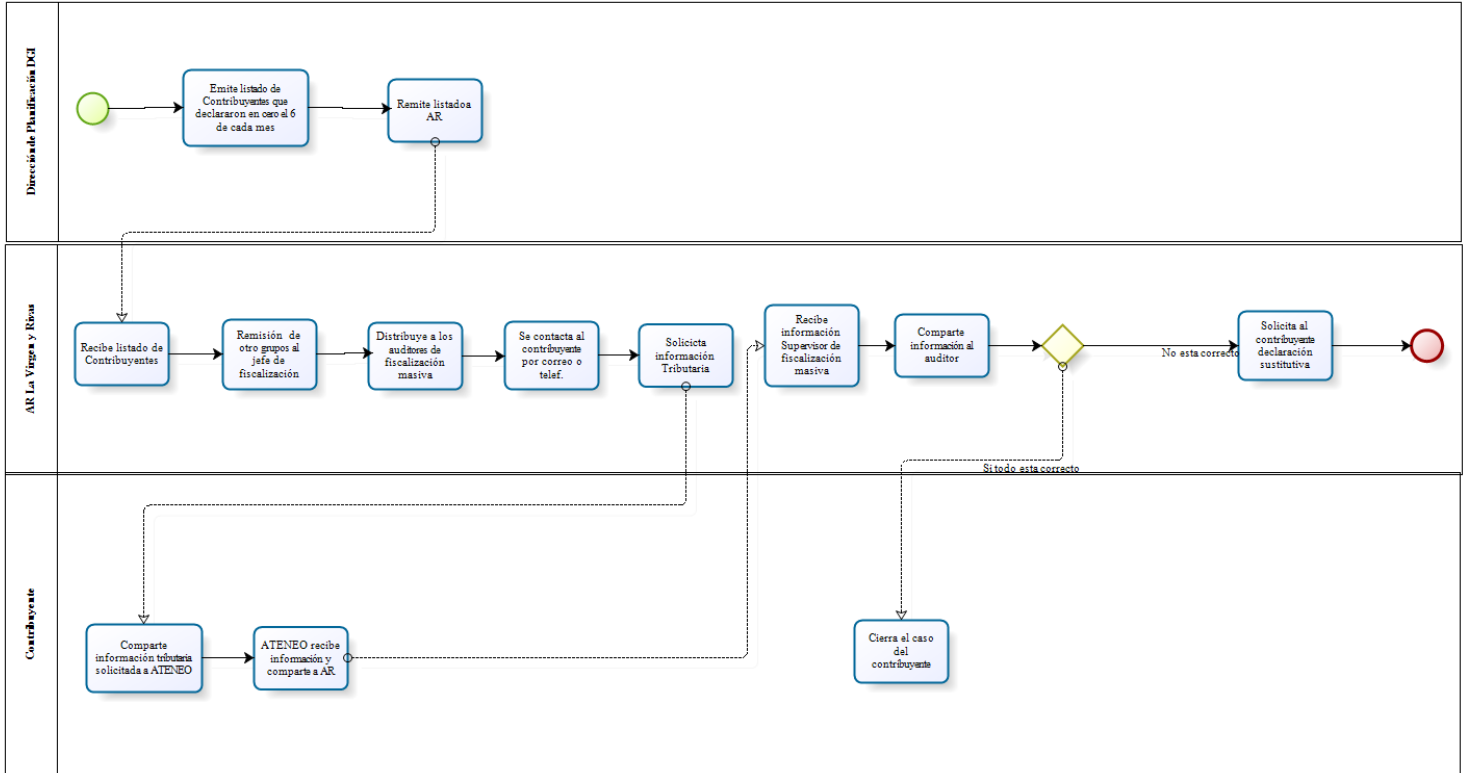 Dirección de Planificación DGI
Emite listado de
Contribuyentes que
declararon en cero el 6
de cada mes
Remite listadoa
AR
AR La Virgen y Rivas
Recibe listado de
Contribuyentes
Remisión de
otro grupos al
jefe de
fiscalización
Distribuye a los
auditores de
fiscalización
masiva
Se contacta al
contribuyente
por correo o
telef.
Solicicta
información
Tributaria
Recibe
información
Supervisor de
fiscalización
masiva
Comparte
información al
auditor
No esta correcto
Solicita al
contribuyente
declaración
sustitutiva
Si todo esta correcto
Contribuyente
Comparte
información tributaria
solicitada a ATENEO
ATENEO recibe
información y
comparte a AR
Cierra el caso
del
contribuyente